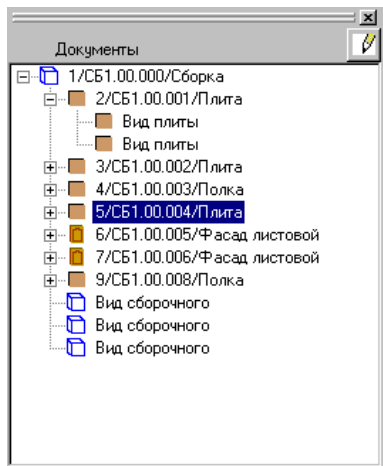 Документы
1/СБ1.00.000/Сборка
2/СБ1.00.001/Плита
Вид плиты
Вид плиты
3/СБ1.00.002/Плита
4/СБ1.00.003/Полка
5/СБ1.00.004/Плита
6/СБ1.00.005/Фасад листовой
7/СБ1.00.006/Фасад листовой
9/СБ1.00.008/Полка
Вид сборочного
Вид сборочного
Вид сборочного